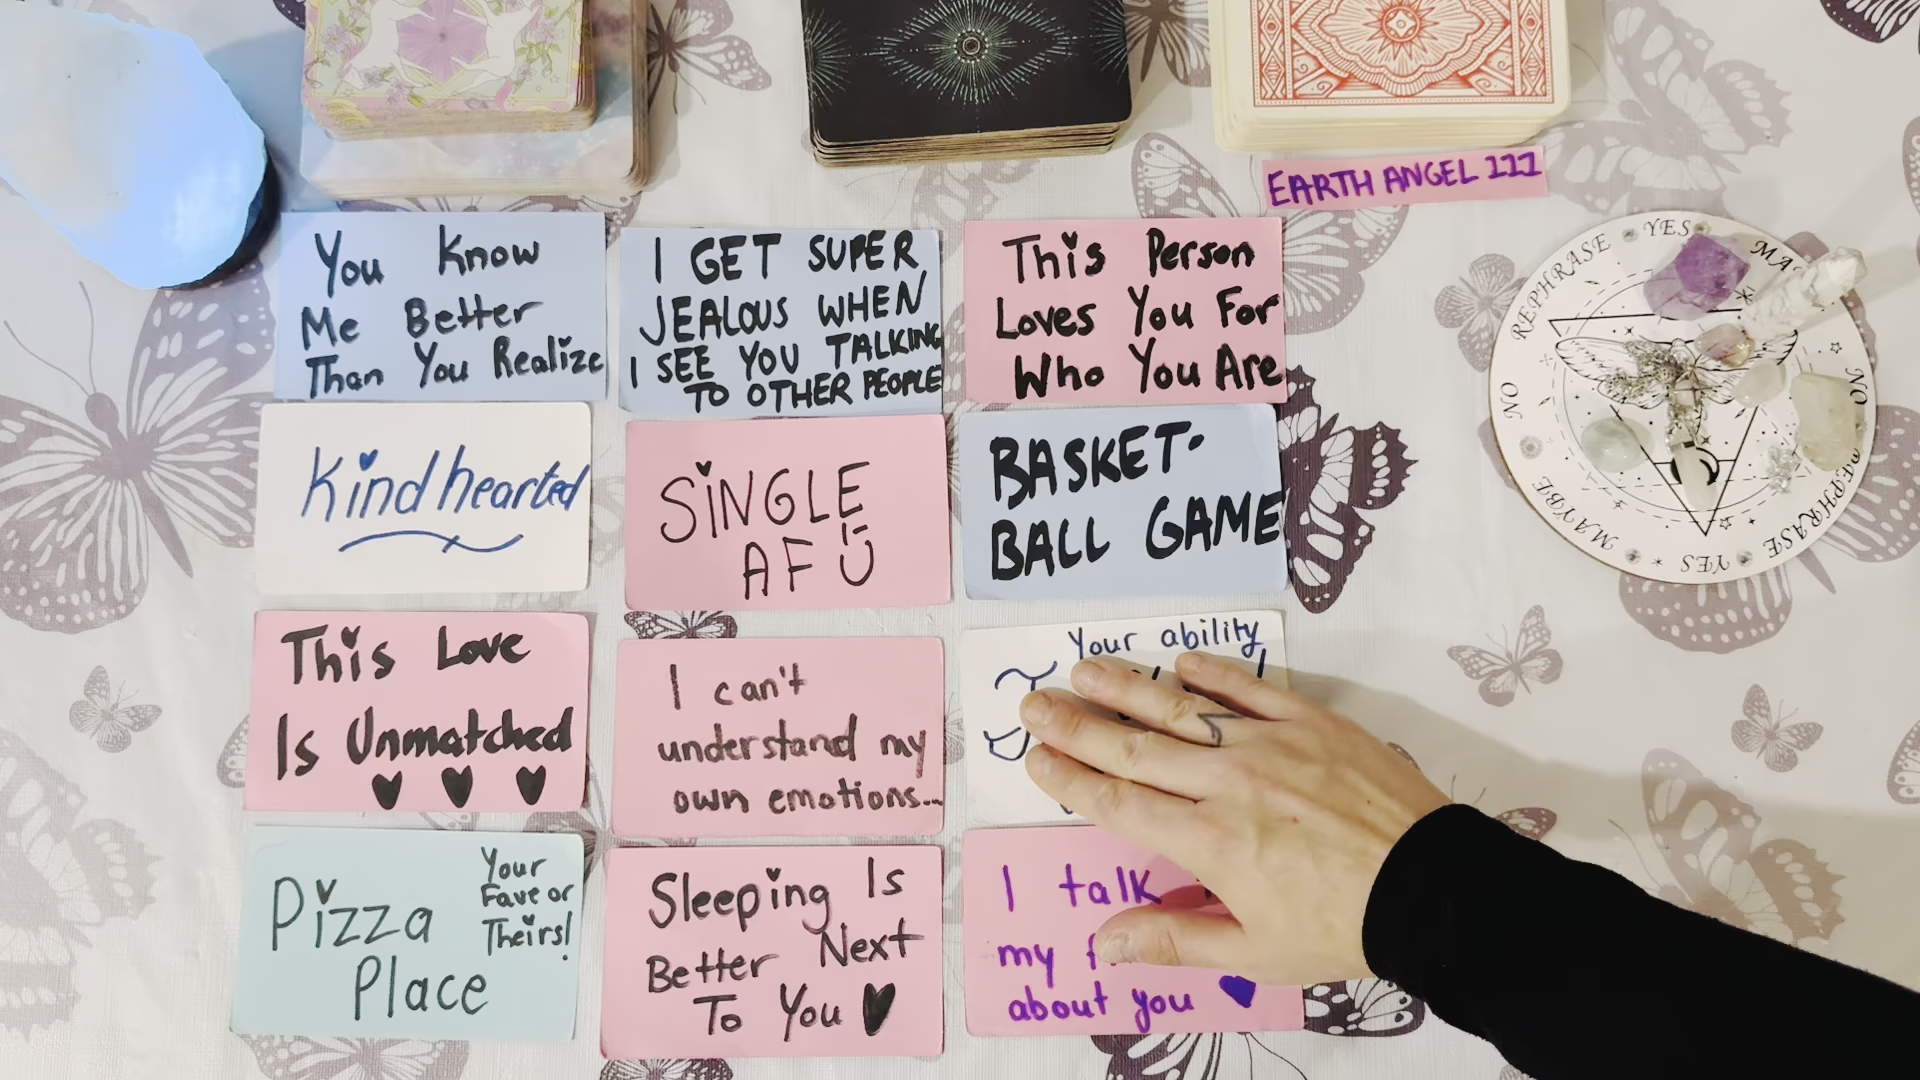 EARTH ANGEL 111
You Know
Me Better
Than You Realize
I GET SUPER
JEALOUS WHEN
I SEE YOU TALKING
TO OTHER PEOPLE
This Person
Loves You For
Who You Are
Kindhearted
SiNGLE
AF
BASKET-
BALL GAME
This Love
Is Unmatched
I can't
understand my
own emotions...
Your ability
Pizza
Place
Your
Fave or
Theirs!
Sleeping Is
Better Next
To You
I talk
my
about you
REPHRASE
YES
NO
NO
MAYBE
YES
REPHRASE